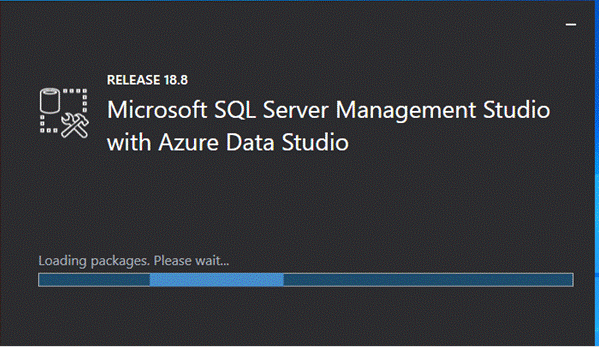 RELEASE 18.8
Microsoft SQL Server Management Studio
with Azure Data Studio
Loading packages. Please wait...